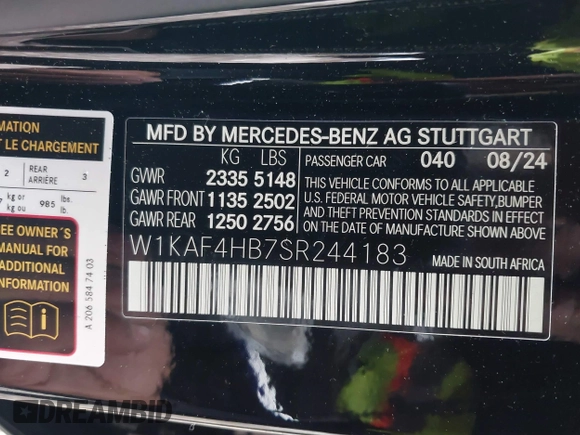 MFD BY MERCEDES-BENZ AG STUTTGART
KG LBS
PASSENGER CAR 040 08/24
GVWR 2335 5148
GAWR FRONT 1135 2502
GAWR REAR 1250 2756
THIS VEHICLE CONFORMS TO ALL APPLICABLE
U.S. FEDERAL MOTOR VEHICLE SAFETY,BUMPER
AND THEFT PREVENTION STANDARDS IN EFFECT
ON THE DATE OF MANUFACTURE SHOWN ABOVE.
W1KAF4HB7SR244183
MADE IN SOUTH AFRICA
MATION
T LE CHARGEMENT
2 REAR ARRIÈRE 3
kg or kg ou 985 lbs. lb.
EE OWNER´S
MANUAL FOR
ADDITIONAL
INFORMATION
A 206 584 74 03
DREAMBID